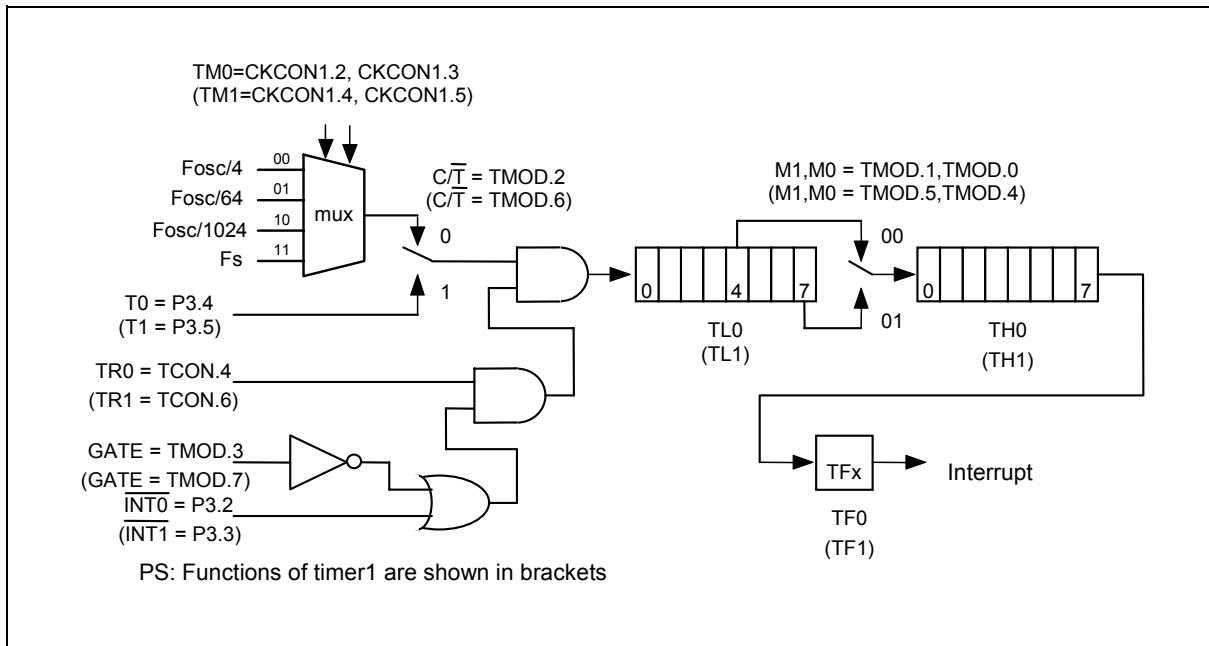 TM0=CKCON1.2, CKCON1.3
(TM1=CKCON1.4, CKCON1.5)
Fosc/4
00
Fosc/64
01
Fosc/1024
10
Fs
11
mux
C/T̅ = TMOD.2
(C/T̅ = TMOD.6)
0
1
T0 = P3.4
(T1 = P3.5)
TR0 = TCON.4
(TR1 = TCON.6)
GATE = TMOD.3
(GATE = TMOD.7)
I̅N̅T̅0̅ = P3.2
(I̅N̅T̅1̅ = P3.3)
M1,M0 = TMOD.1,TMOD.0
(M1,M0 = TMOD.5,TMOD.4)
00
01
0 4 7
TL0
(TL1)
0 7
TH0
(TH1)
TFx
Interrupt
TF0
(TF1)
PS: Functions of timer1 are shown in brackets